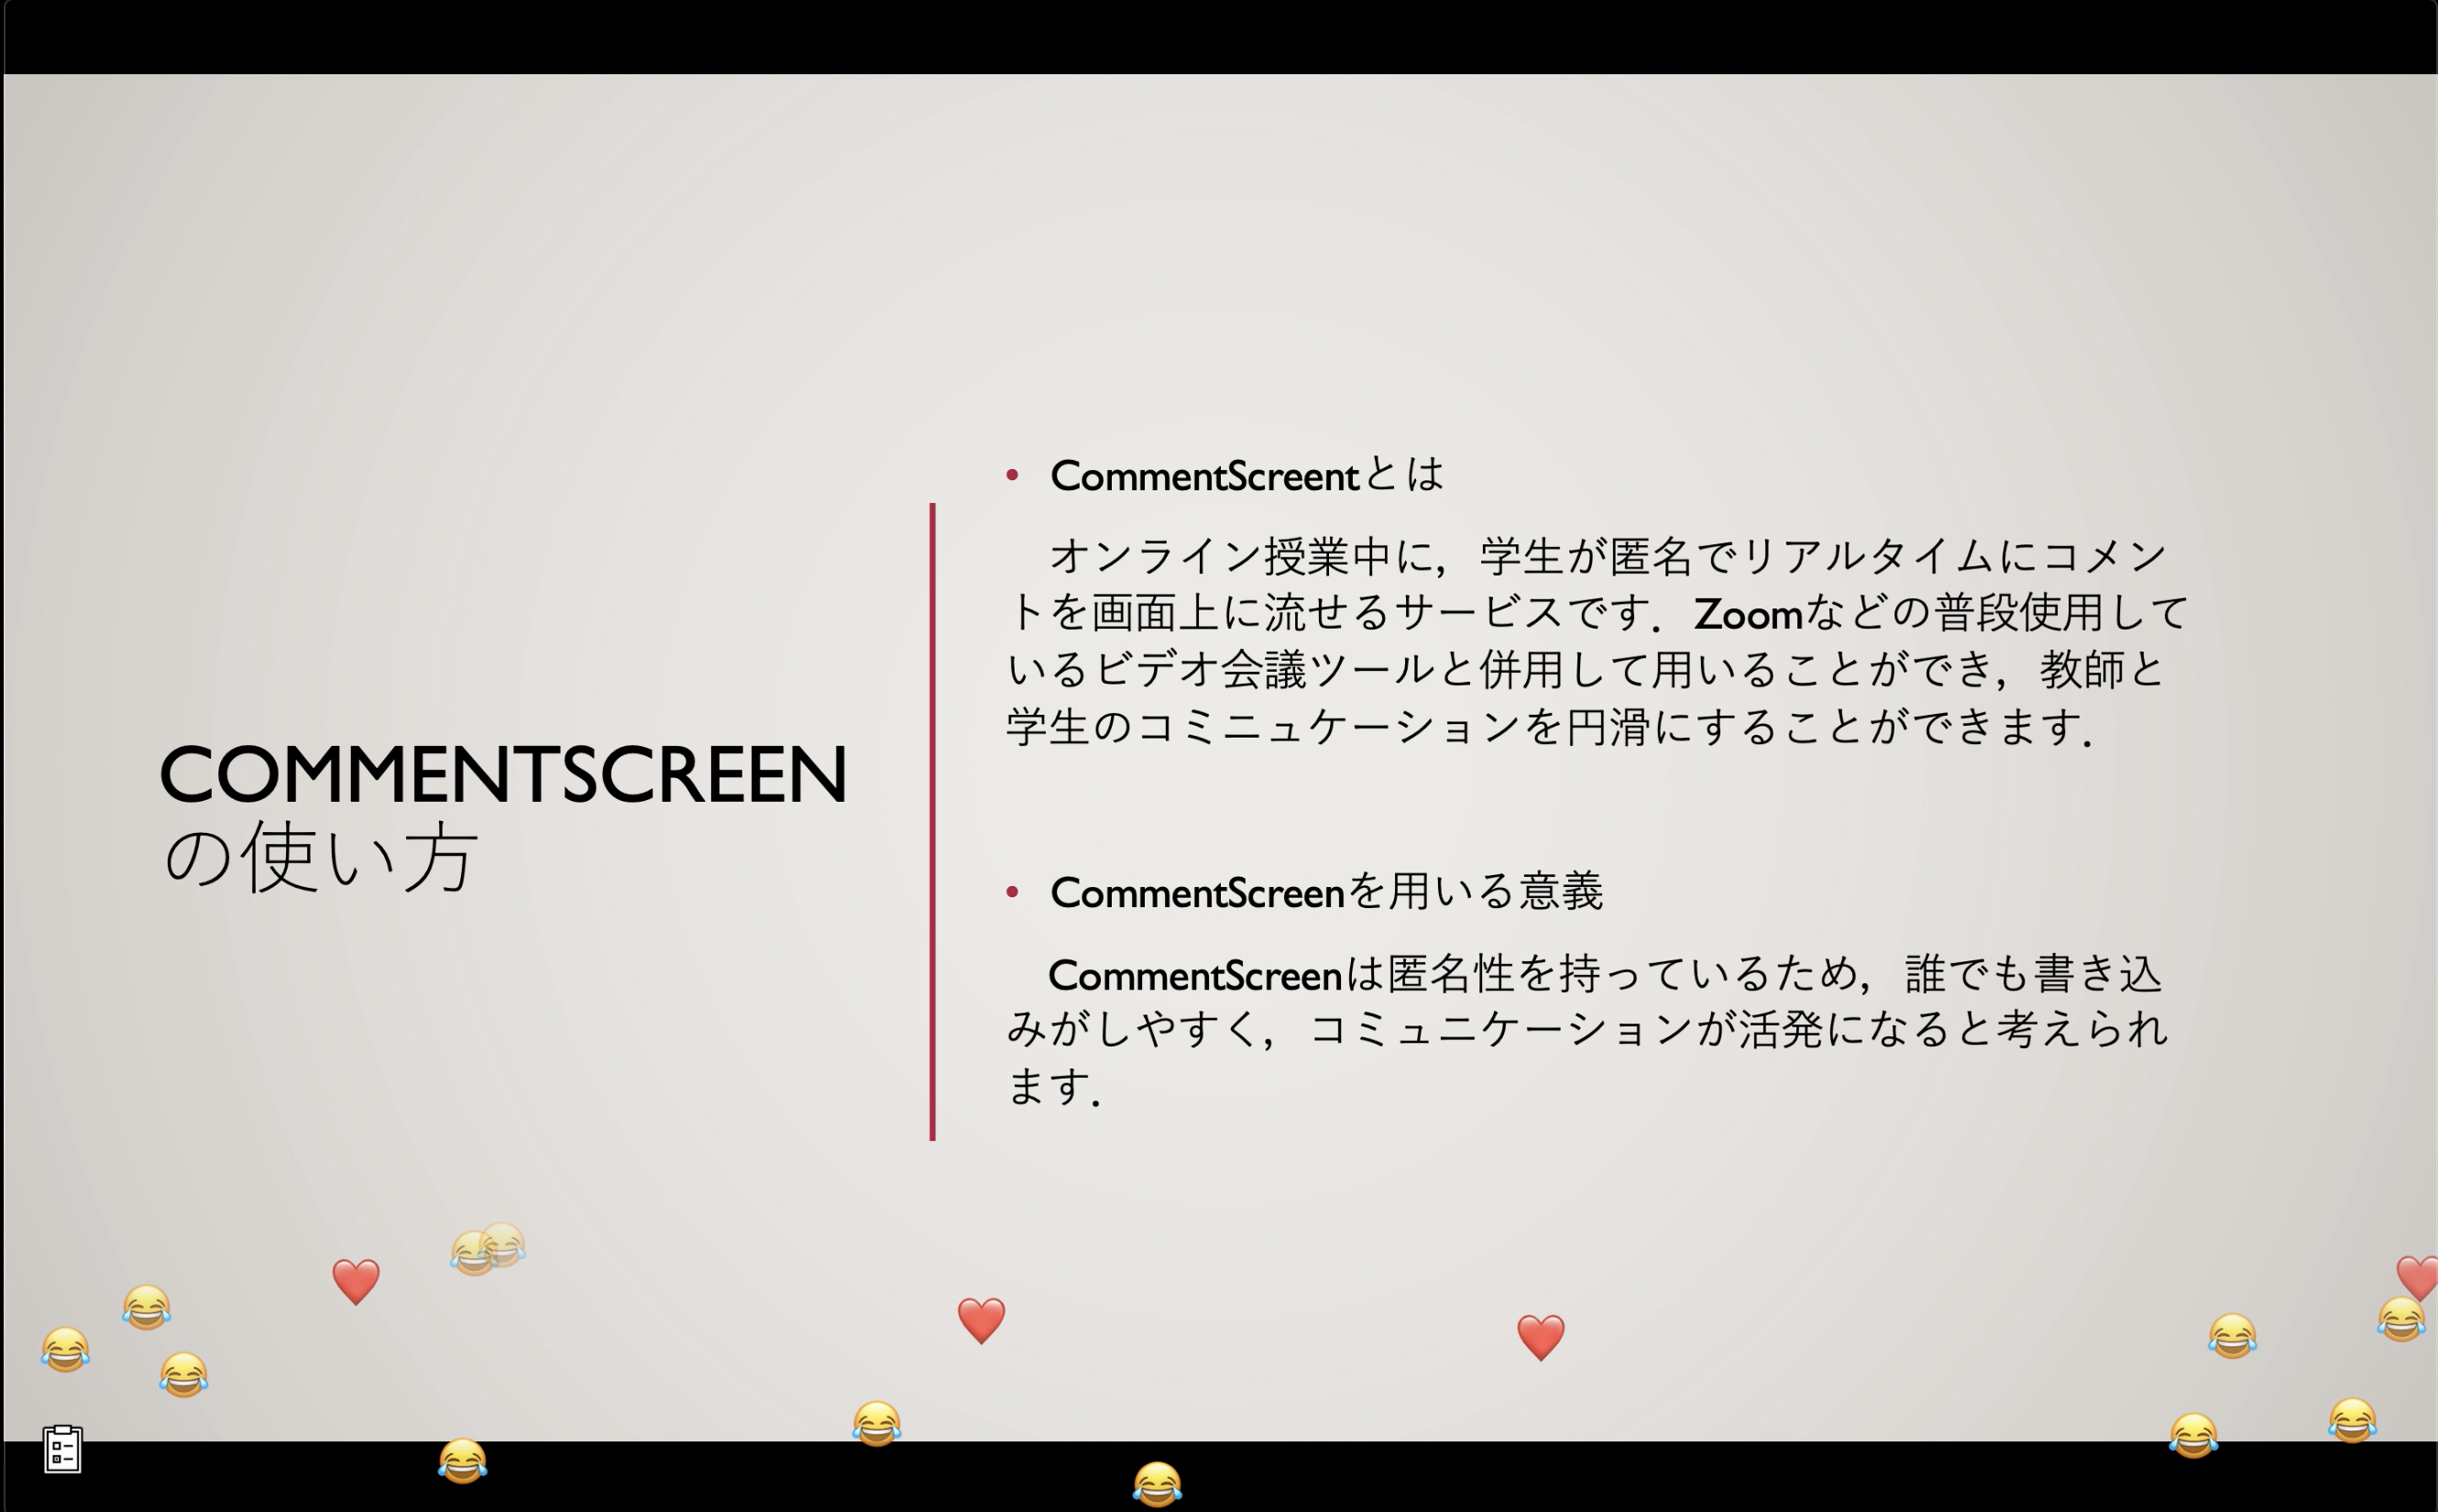 COMMENTSCREEN
の使い方
• CommentScreentとは
オンライン授業中に，学生が匿名でリアルタイムにコメン
トを画面上に流せるサービスです．Zoomなどの普段使用して
いるビデオ会議ツールと併用して用いることができ，教師と
学生のコミニュケーションを円滑にすることができます．
• CommentScreenを用いる意義
CommentScreenは匿名性を持っているため，誰でも書き込
みがしやすく，コミュニケーションが活発になると考えられ
ます．